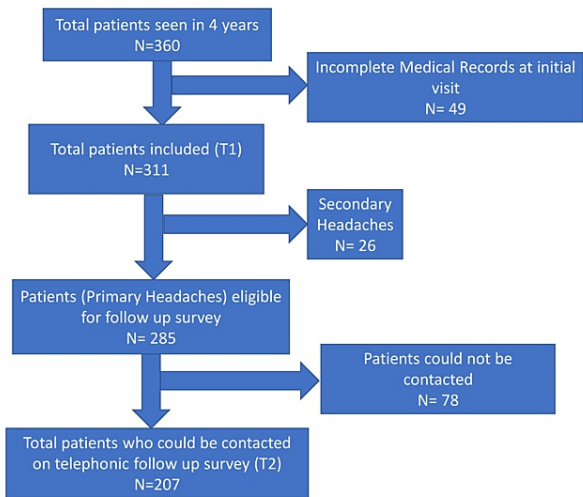 Total patients seen in 4 years
N=360
Incomplete Medical Records at initial
visit
N= 49
Total patients included (T1)
N=311
Secondary
Headaches
N= 26
Patients (Primary Headaches) eligible
for follow up survey
N= 285
Patients could not be
contacted
N= 78
Total patients who could be contacted
on telephonic follow up survey (T2)
N=207